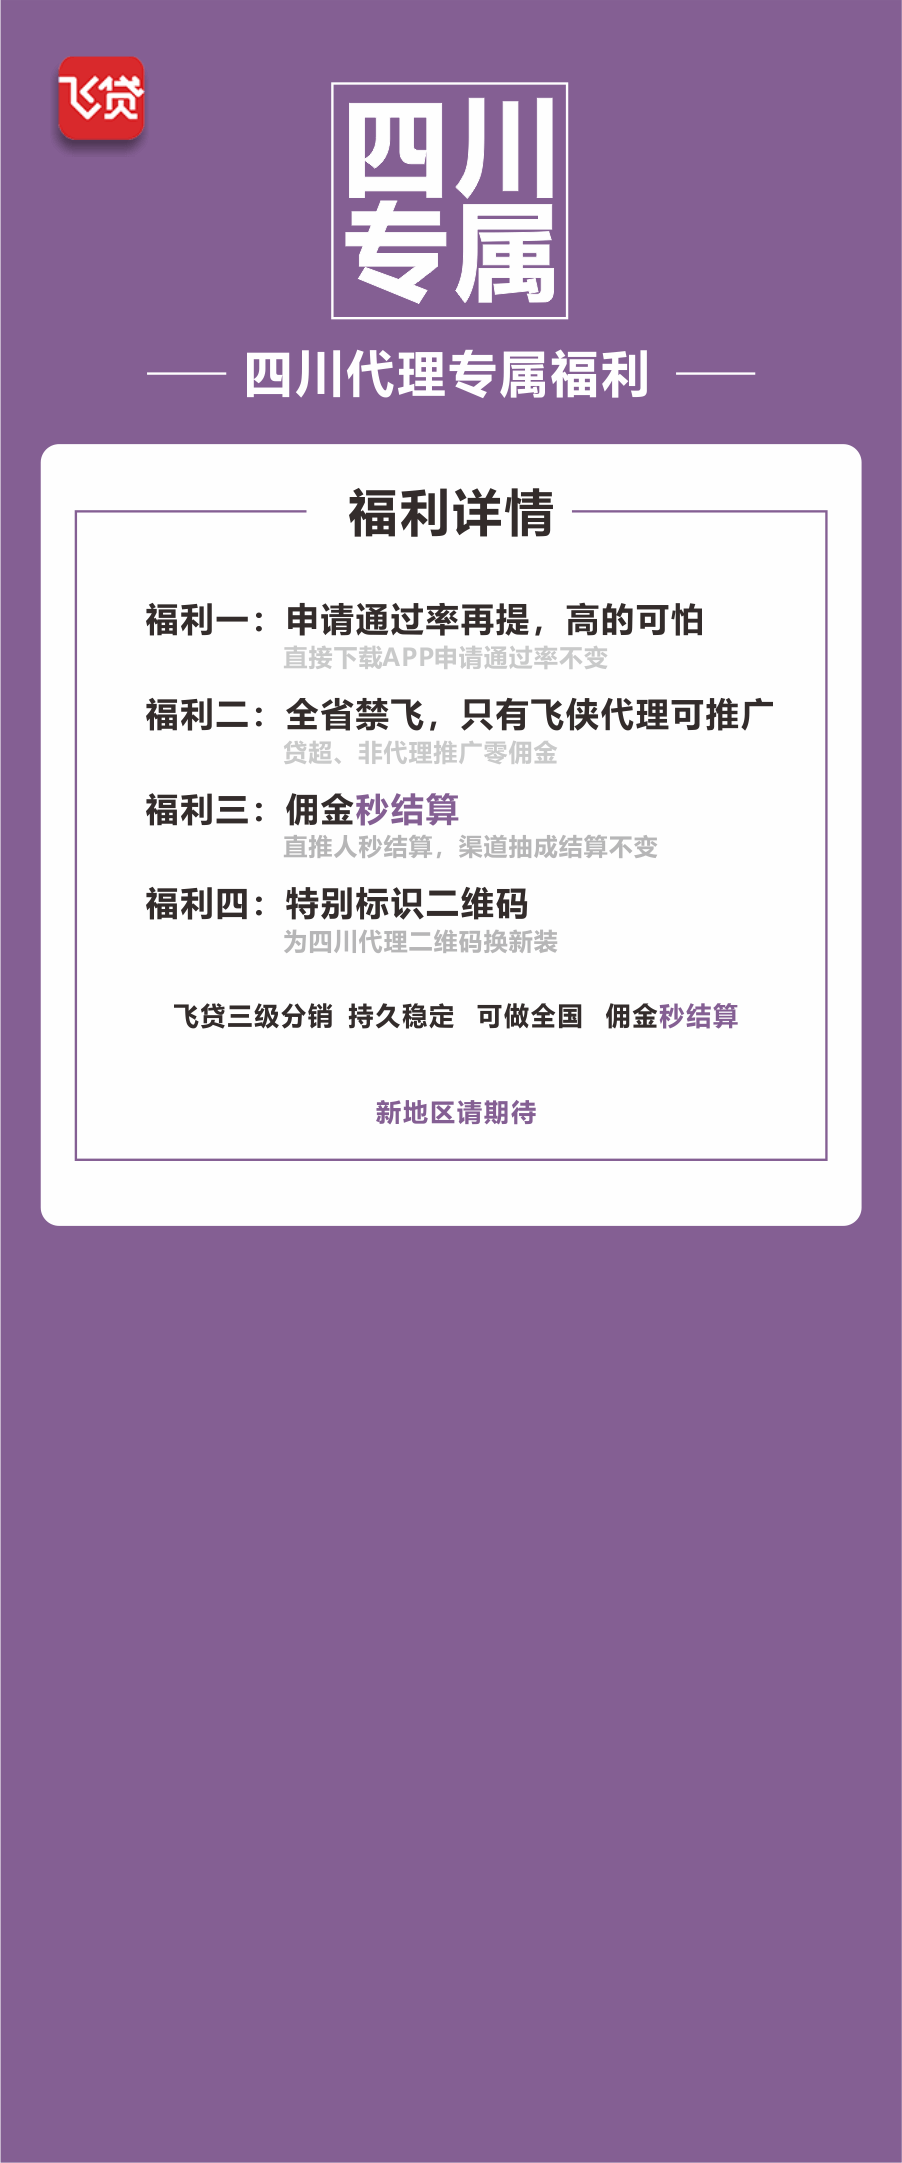 飞贷
四川
专属
四川代理专属福利
福利详情
福利一：申请通过率再提，高的可怕
直接下载APP申请通过率不变
福利二：全省禁飞，只有飞侠代理可推广
贷超、非代理推广零佣金
福利三：佣金秒结算
直推人秒结算，渠道抽成结算不变
福利四：特别标识二维码
为四川代理二维码换新装
飞贷三级分销 持久稳定 可做全国 佣金秒结算
新地区请期待